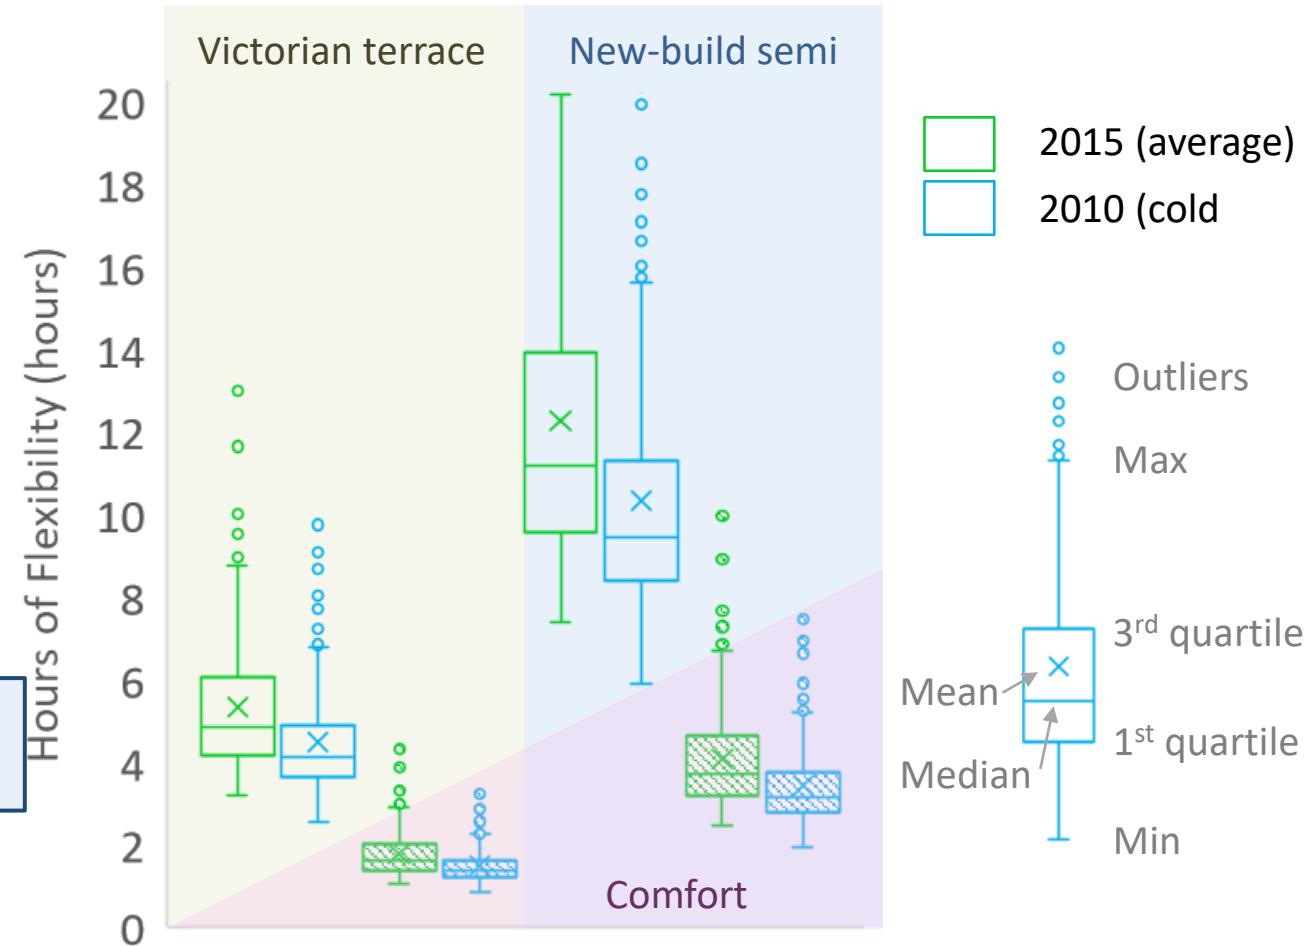 Victorian terrace
New-build semi
20
18
16
14
12
10
8
6
4
2
0
Hours of Flexibility (hours)
Comfort
2015 (average)
2010 (cold
Outliers
Max
3rd quartile
Mean
1st quartile
Median
Min